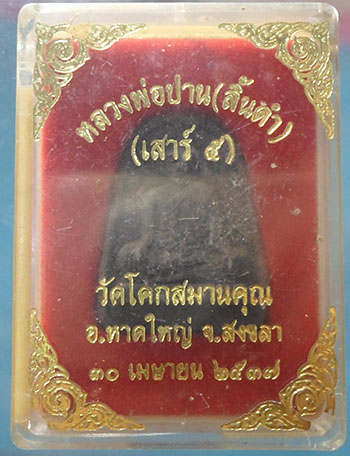 หลวงพ่อปาน(ลิ้นดำ)
(เสาร์ ๕)
วัดโคกสมานคุณ
อ.หาดใหญ่ จ.สงขลา
๓๐ เมษายน ๒๕๓๗